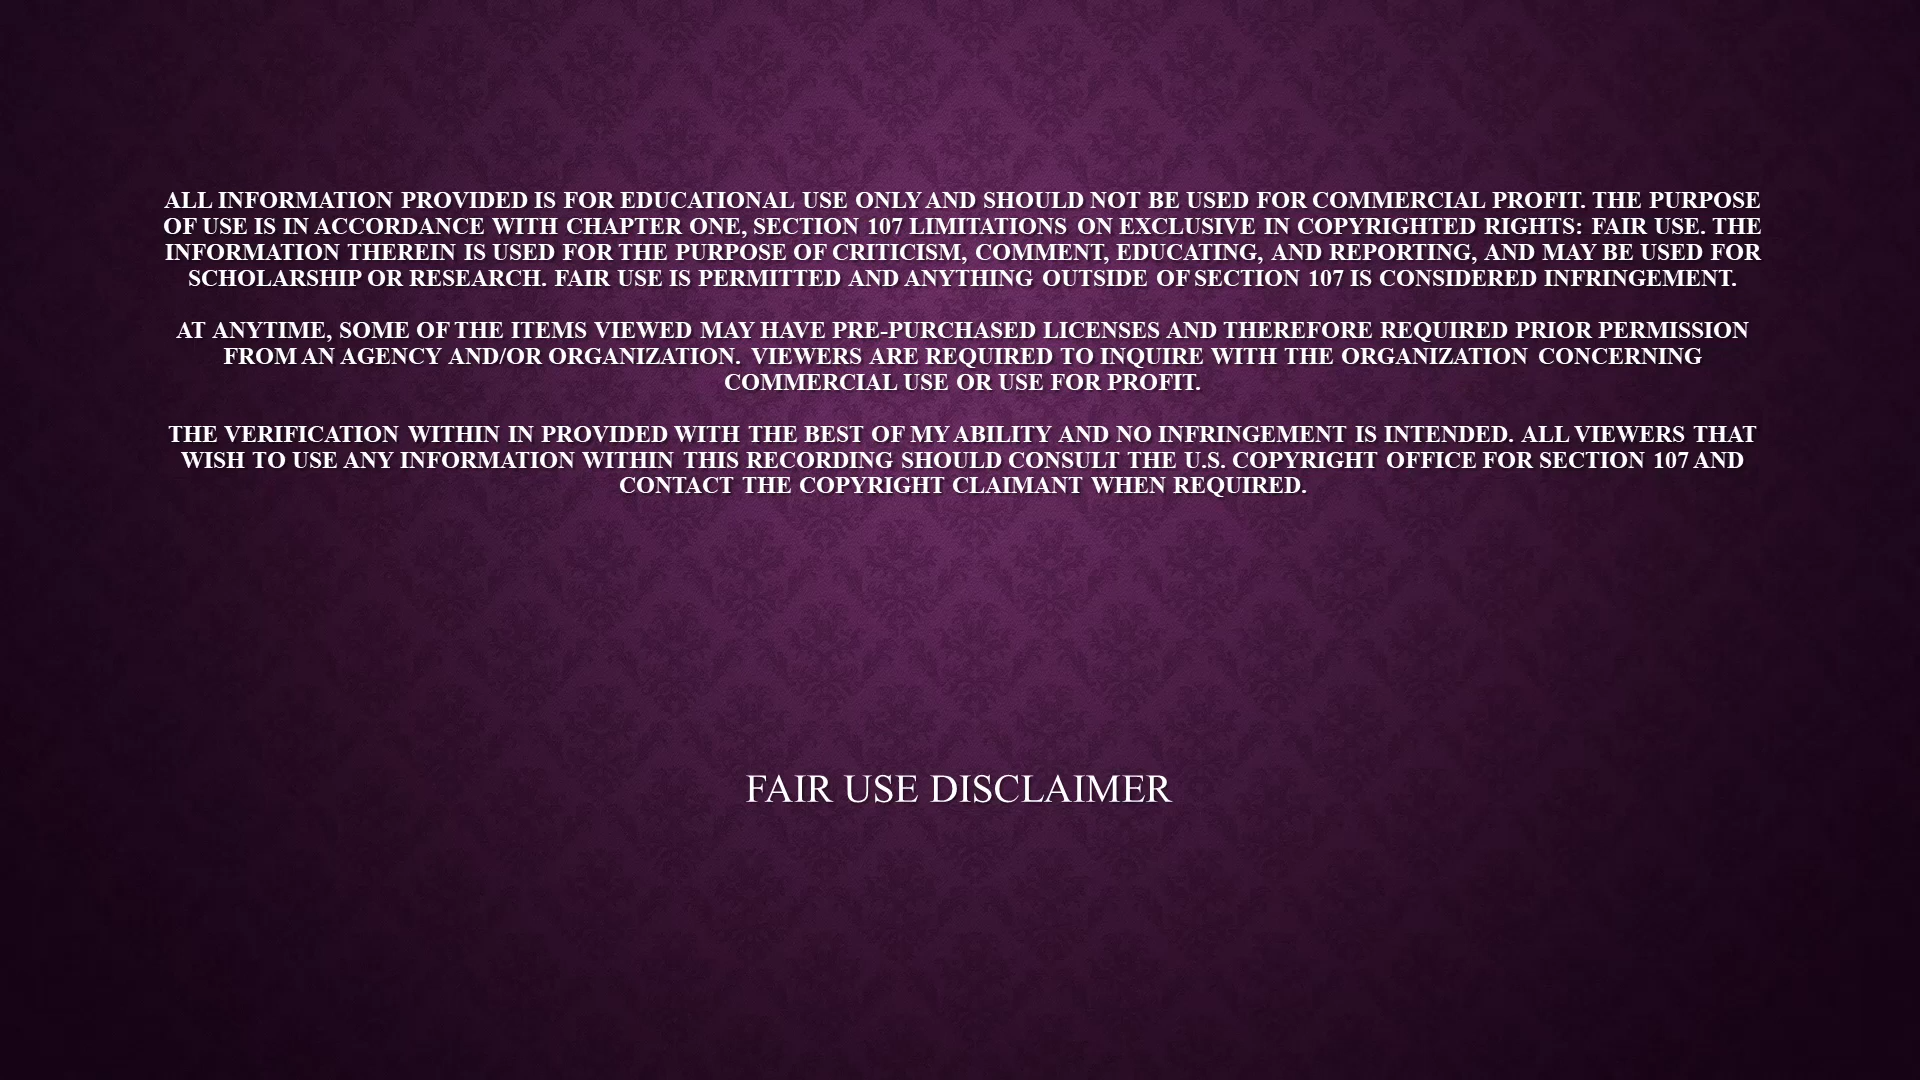 ALL INFORMATION PROVIDED IS FOR EDUCATIONAL USE ONLY AND SHOULD NOT BE USED FOR COMMERCIAL PROFIT. THE PURPOSE
OF USE IS IN ACCORDANCE WITH CHAPTER ONE, SECTION 107 LIMITATIONS ON EXCLUSIVE IN COPYRIGHTED RIGHTS: FAIR USE. THE
INFORMATION THEREIN IS USED FOR THE PURPOSE OF CRITICISM, COMMENT, EDUCATING, AND REPORTING, AND MAY BE USED FOR
SCHOLARSHIP OR RESEARCH. FAIR USE IS PERMITTED AND ANYTHING OUTSIDE OF SECTION 107 IS CONSIDERED INFRINGEMENT.
AT ANYTIME, SOME OF THE ITEMS VIEWED MAY HAVE PRE-PURCHASED LICENSES AND THEREFORE REQUIRED PRIOR PERMISSION
FROM AN AGENCY AND/OR ORGANIZATION. VIEWERS ARE REQUIRED TO INQUIRE WITH THE ORGANIZATION CONCERNING
COMMERCIAL USE OR USE FOR PROFIT.
THE VERIFICATION WITHIN IN PROVIDED WITH THE BEST OF MY ABILITY AND NO INFRINGEMENT IS INTENDED. ALL VIEWERS THAT
WISH TO USE ANY INFORMATION WITHIN THIS RECORDING SHOULD CONSULT THE U.S. COPYRIGHT OFFICE FOR SECTION 107 AND
CONTACT THE COPYRIGHT CLAIMANT WHEN REQUIRED.
FAIR USE DISCLAIMER